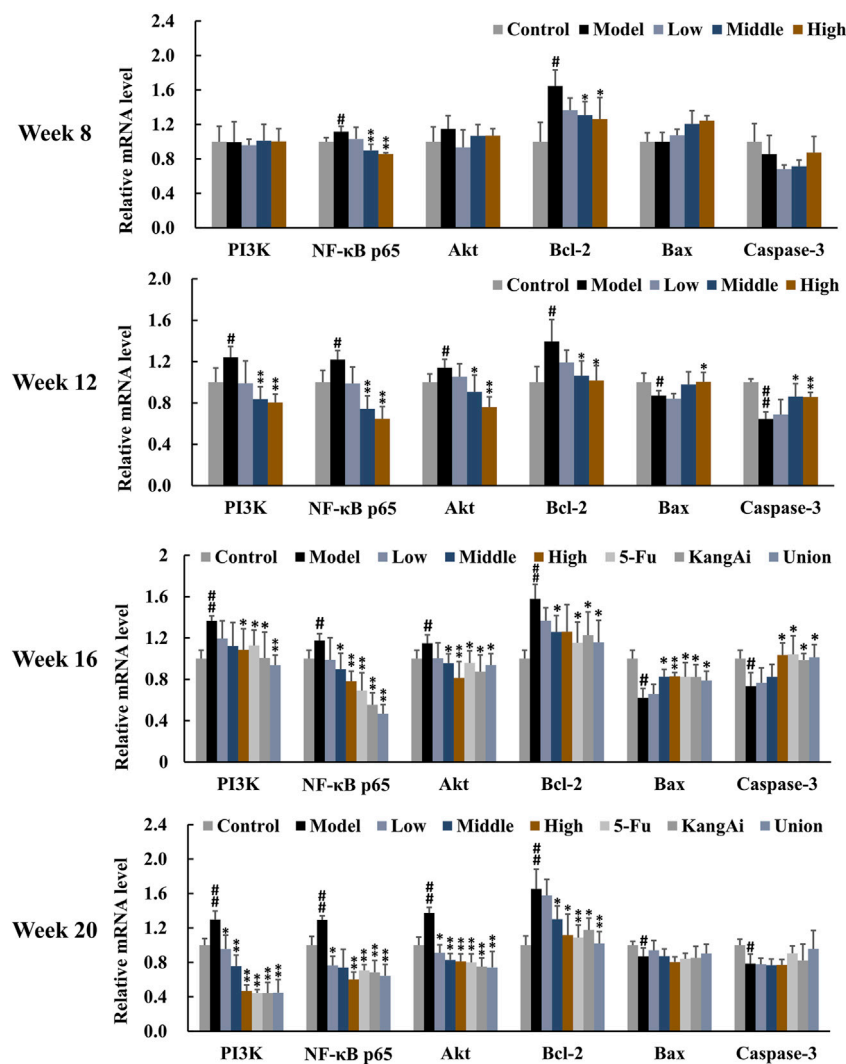 2.4
2.0
1.6
1.2
0.8
0.4
0.0
Relative mRNA level
Week 8
Control Model Low Middle High
# ** ** # * *
PI3K NF-κB p65 Akt Bcl-2 Bax Caspase-3
2.0
1.6
1.2
0.8
0.4
0.0
Relative mRNA level
Week 12
Control Model Low Middle High
# ** ** # ** ** # * ** # * * # * ## * **
PI3K NF-κB p65 Akt Bcl-2 Bax Caspase-3
2
1.6
1.2
0.8
0.4
0
Relative mRNA level
Week 16
Control Model Low Middle High 5-Fu KangAi Union
## * * * ** # * ** ** ** ** # * ** * * * ## * * * * # * ** * * * # * * * *
PI3K NF-κB p65 Akt Bcl-2 Bax Caspase-3
2.4
2.0
1.6
1.2
0.8
0.4
0.0
Relative mRNA level
Week 20
Control Model Low Middle High 5-Fu KangAi Union
## * ** ** ** ** ** ## * ** ** ** ** ## * ** ** ** ** ** ## * * ** * ** # #
PI3K NF-κB p65 Akt Bcl-2 Bax Caspase-3